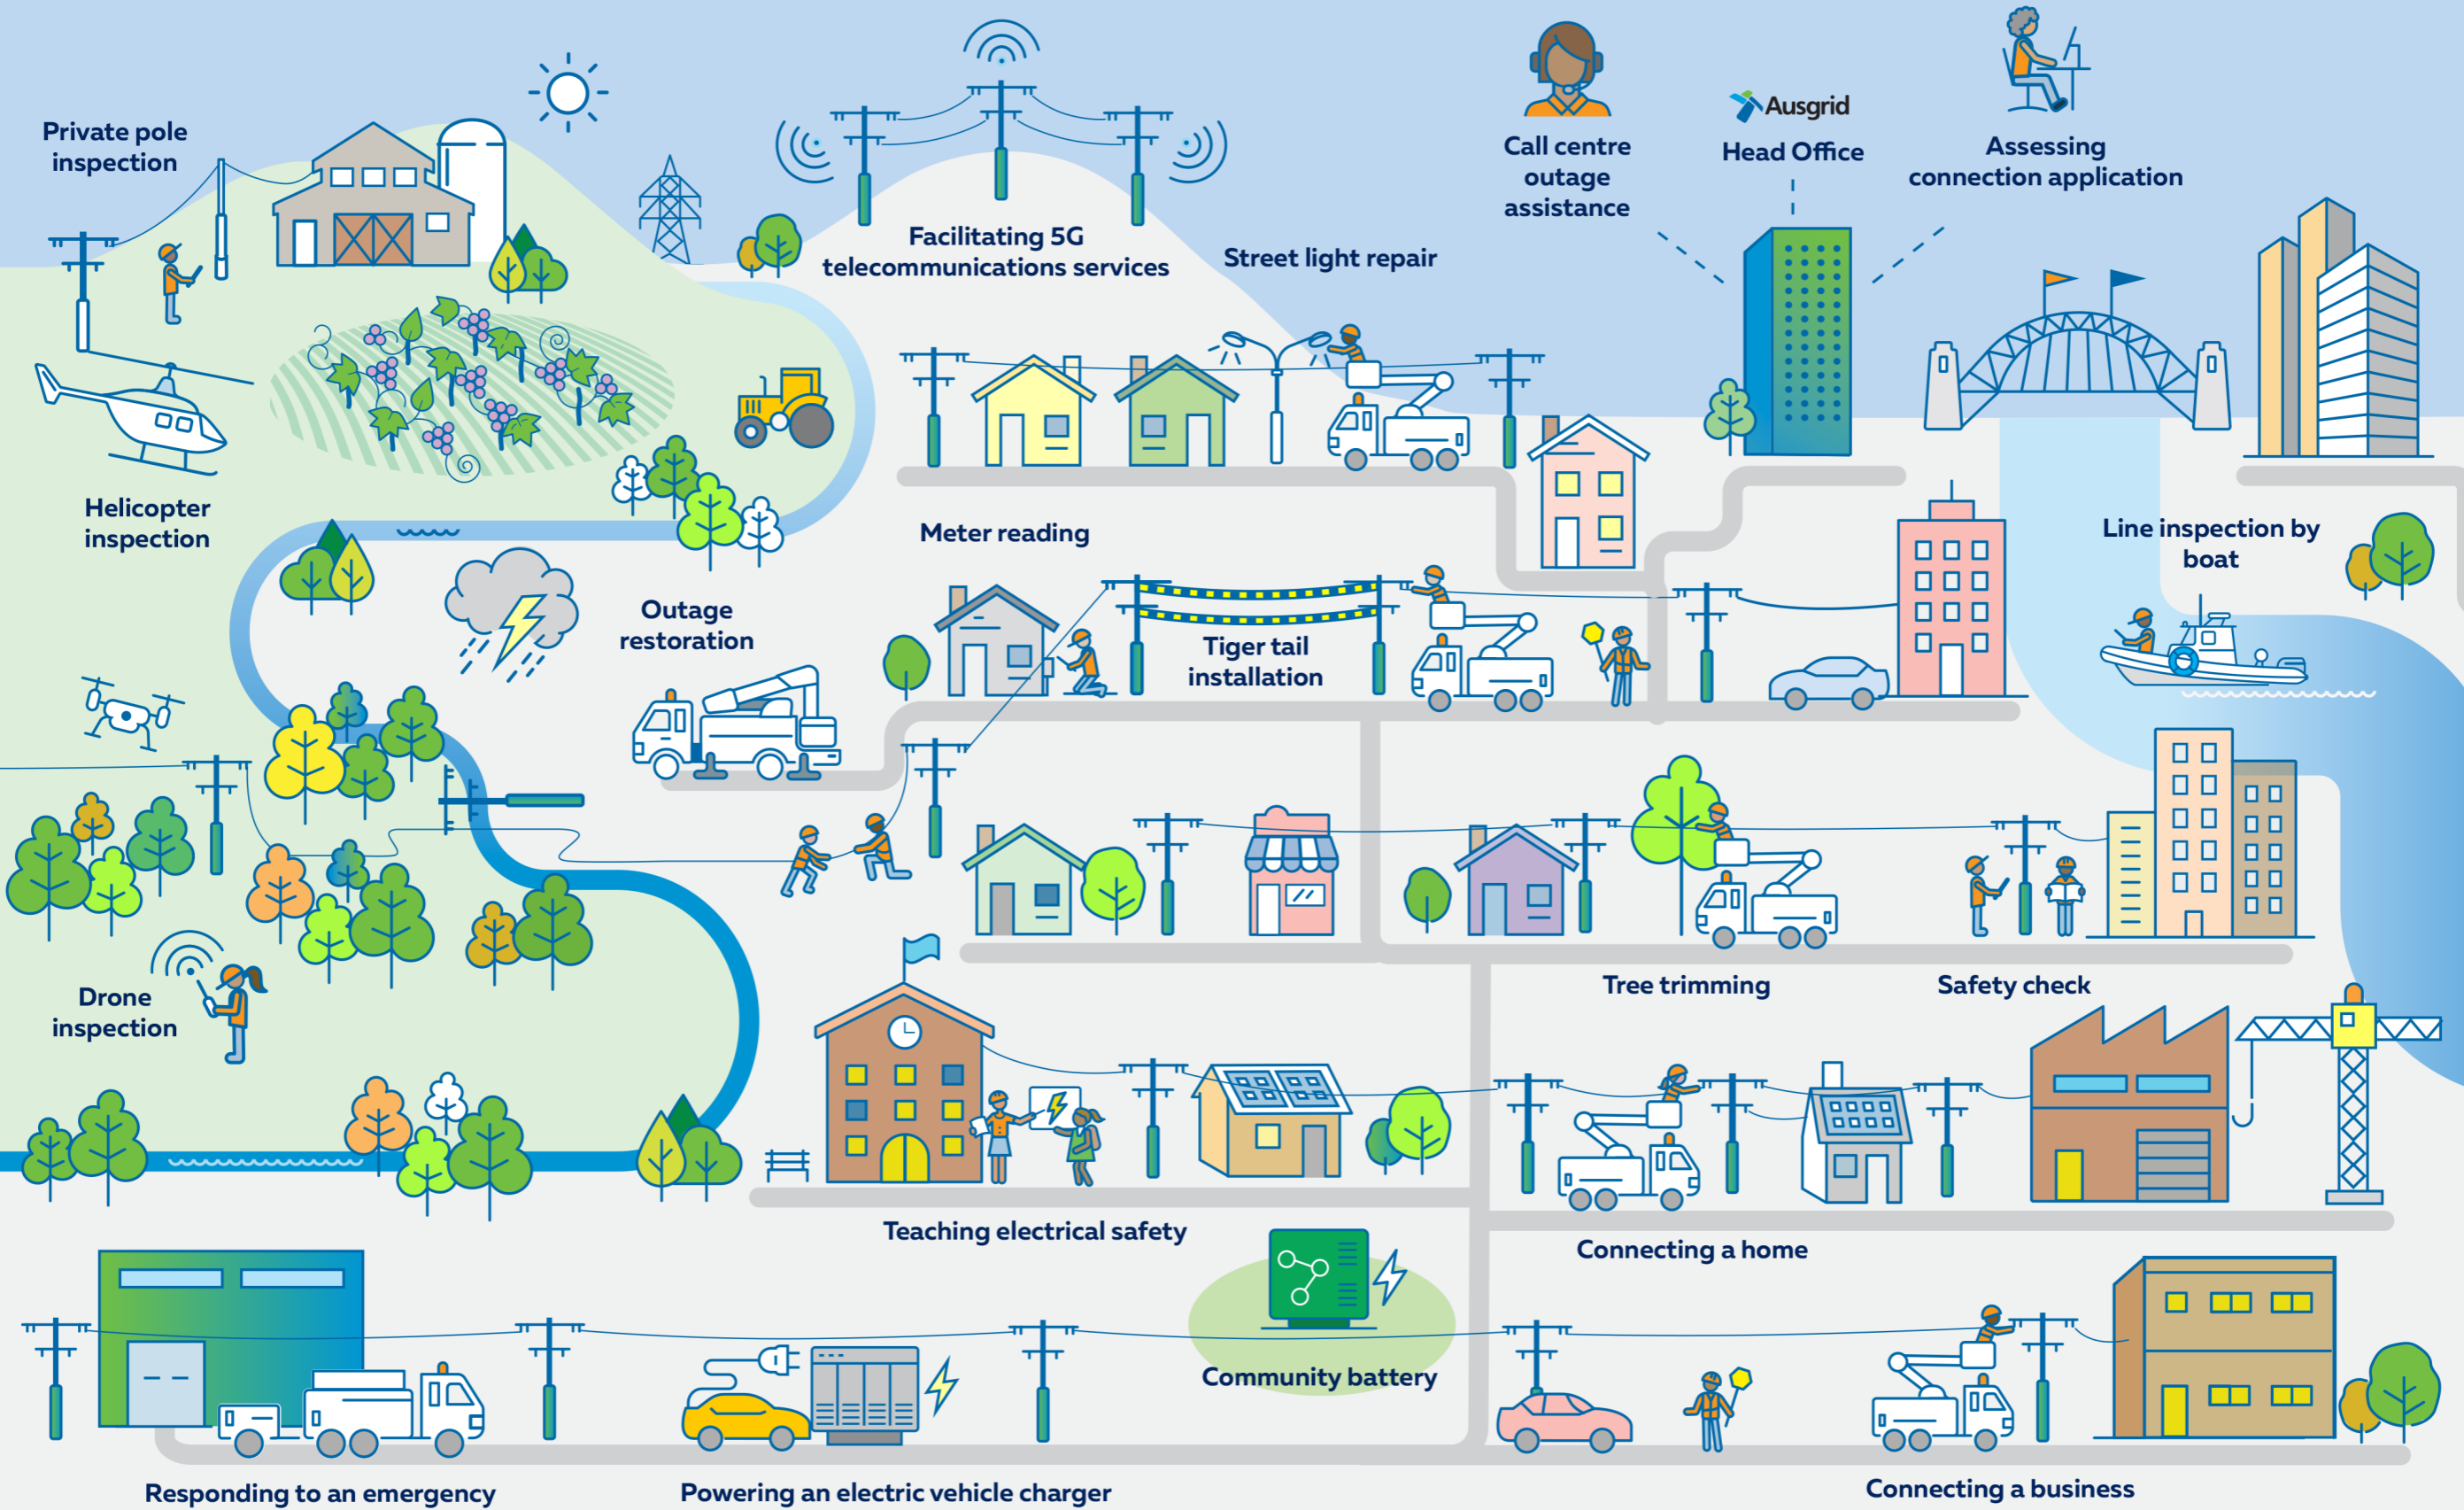 Private pole
inspection
Facilitating 5G
telecommunications services
Street light repair
Call centre
outage
assistance
Ausgrid
Head Office
Assessing
connection application
Helicopter
inspection
Outage
restoration
Meter reading
Tiger tail
installation
Line inspection by
boat
Drone
inspection
Tree trimming
Safety check
Teaching electrical safety
Connecting a home
Community battery
Responding to an emergency
Powering an electric vehicle charger
Connecting a business